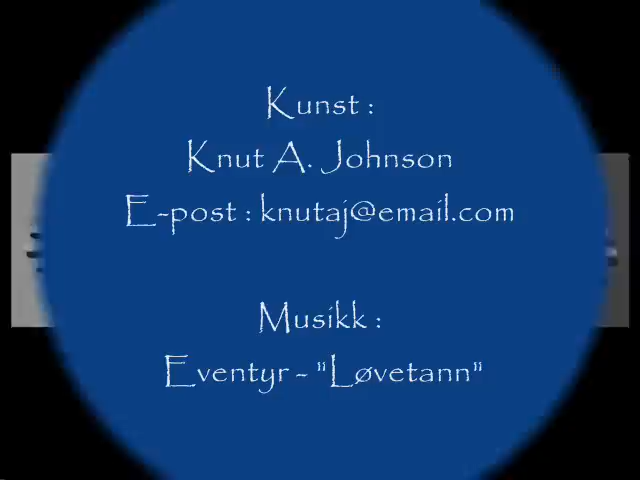 Kunst :
Knut A. Johnson
E-post : knutaj@email.com
Musikk :
Eventyr - "Løvetann"